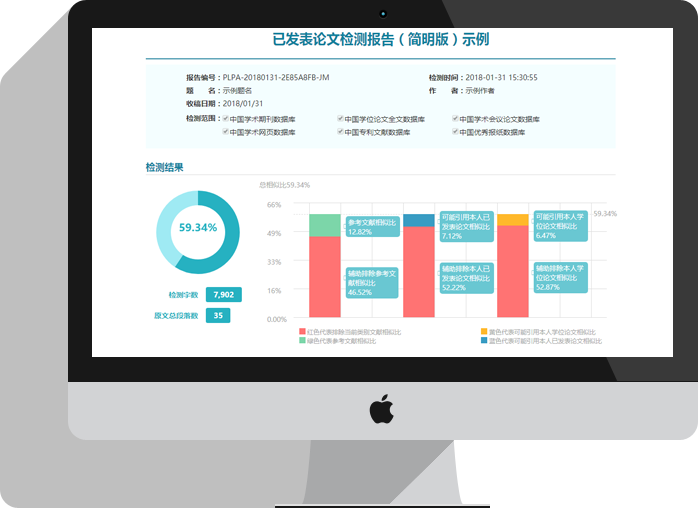 已发表论文检测报告（简明版）示例
报告编号：PLPA-20180131-2E85A8FB-JM 检测时间：2018-01-31 15:30:55
题 名：示例题名 作 者：示例作者
收稿日期：2018/01/31
检测范围：中国学术期刊数据库 中国学位论文全文数据库 中国学术会议论文数据库
中国学术网页数据库 中国专利文献数据库 中国优秀报纸数据库
检测结果
总相似比59.34%
59.34%
检测字数 7,902
原文总段落数 35
66%
49%
33%
16%
0.00%
参考文献相似比
12.82%
辅助排除参考文
献相似比
46.52%
可能引用本人已
发表论文相似比
7.12%
辅助排除本人已
发表论文相似比
52.22%
可能引用本人学
位论文相似比
6.47%
辅助排除本人学
位论文相似比
52.87%
59.34%
红色代表排除当前类别文献相似比 黄色代表可能引用本人学位论文相似比
绿色代表参考文献相似比 蓝色代表可能引用本人已发表论文相似比